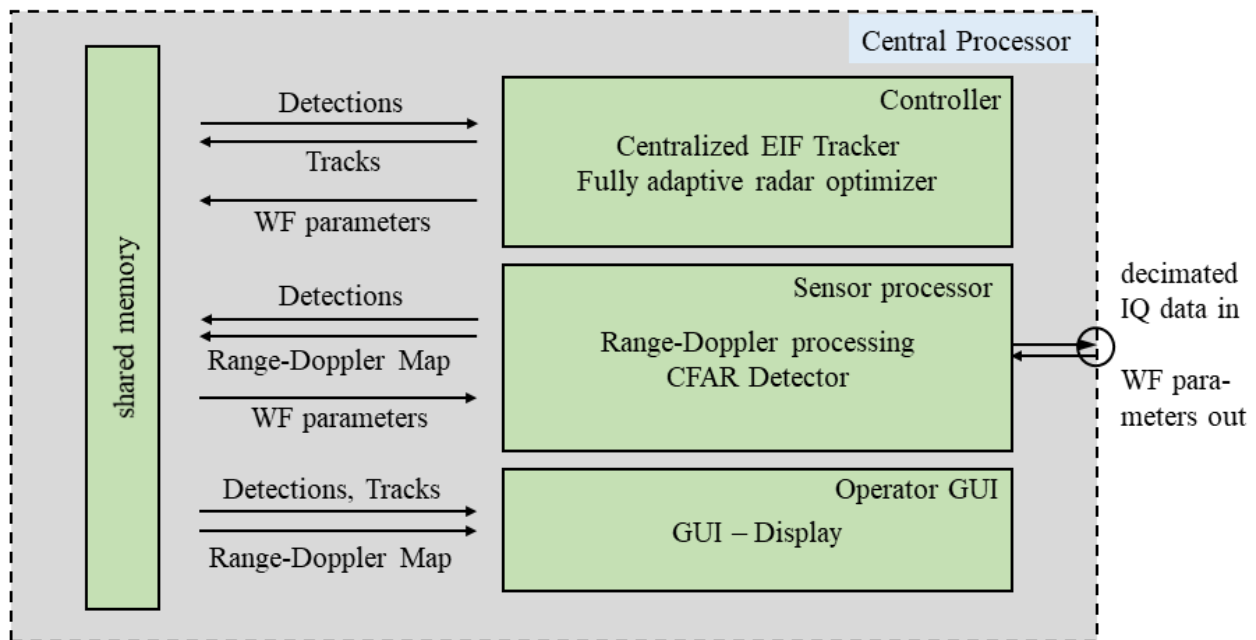 Central Processor
shared memory
Detections
Tracks
WF parameters
Controller
Centralized EIF Tracker
Fully adaptive radar optimizer
Detections
Range-Doppler Map
WF parameters
Sensor processor
Range-Doppler processing
CFAR Detector
decimated
IQ data in
WF para-
meters out
Detections, Tracks
Range-Doppler Map
Operator GUI
GUI – Display